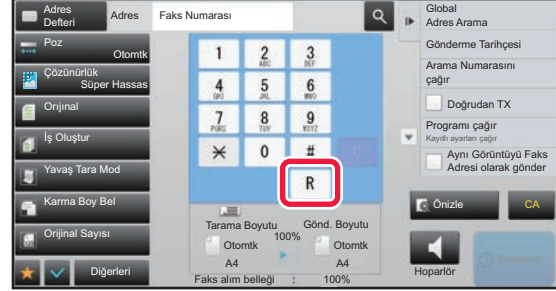 Adres Defteri
Adres
Faks Numarası
Poz
Otomtk
Çözünürlük
Süper Hassas
Orijinal
İş Oluştur
Yavaş Tara Mod
Karma Boy Bel
Orijinal Sayısı
Diğerleri
1
2
ABC
3
DEF
4
GHI
5
JKL
6
MNO
7
PQRS
8
TUV
9
WXYZ
0
#
C
R
Tarama Boyutu
Gönd. Boyutu
100%
Otomtk
Otomtk
A4
A4
Faks alım belleği : 100%
Global
Adres Arama
Gönderme Tarihçesi
Arama Numarasını
çağır
Doğrudan TX
Programı çağır
Kayıtlı ayarları çağır
Aynı Görüntüyü Faks
Adresi olarak gönder
Önizle
CA
Hoparlör